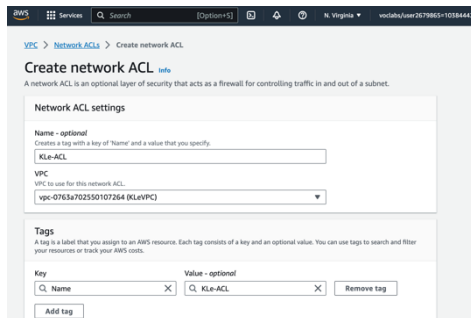 aws
Services
Search
[Option+S]
N. Virginia
voclabs/user2679865=1038444
VPC > Network ACLs > Create network ACL
Create network ACL Info
A network ACL is an optional layer of security that acts as a firewall for controlling traffic in and out of a subnet.
Network ACL settings
Name - optional
Creates a tag with a key of 'Name' and a value that you specify.
KLe-ACL
VPC
VPC to use for this network ACL.
vpc-0763a702550107264 (KLeVPC)
Tags
A tag is a label that you assign to an AWS resource. Each tag consists of a key and an optional value. You can use tags to search and filter
your resources or track your AWS costs.
Key
Value - optional
Name
KLe-ACL
Remove tag
Add tag